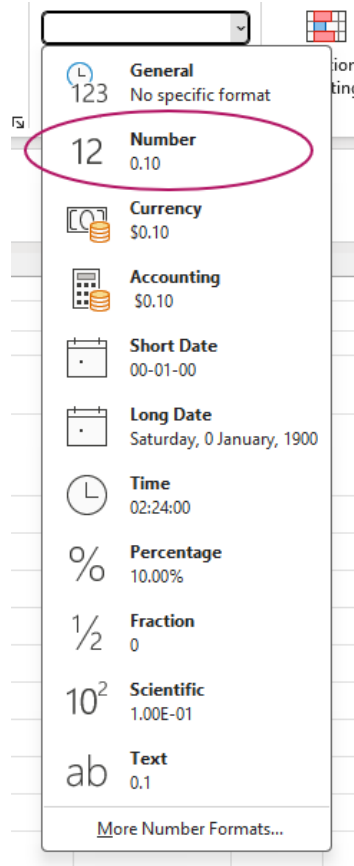 General
123
No specific format
Number
12
0.10
Currency
$0.10
Accounting
$0.10
Short Date
00-01-00
Long Date
Saturday, 0 January, 1900
Time
02:24:00
Percentage
%
10.00%
Fraction
½
0
Scientific
10²
1.00E-01
Text
ab
0.1
More Number Formats...